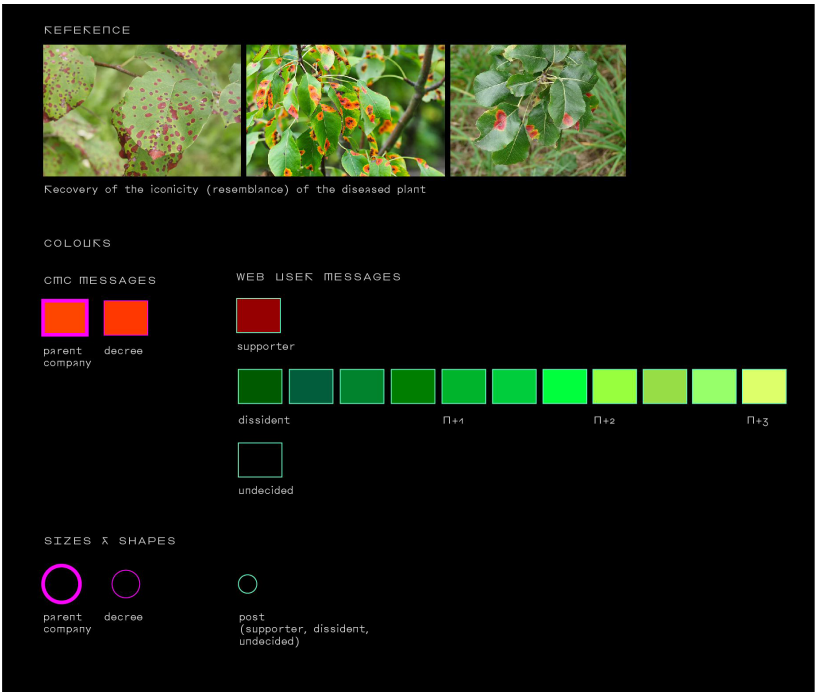 REFERENCE
Recovery of the iconicity (resemblance) of the diseased plant
COLOURS
CMC MESSAGES
WEB USER MESSAGES
parent
company
decree
supporter
dissident
n+1
n+2
n+3
undecided
SIZES & SHAPES
parent
company
decree
post
(supporter, dissident,
undecided)